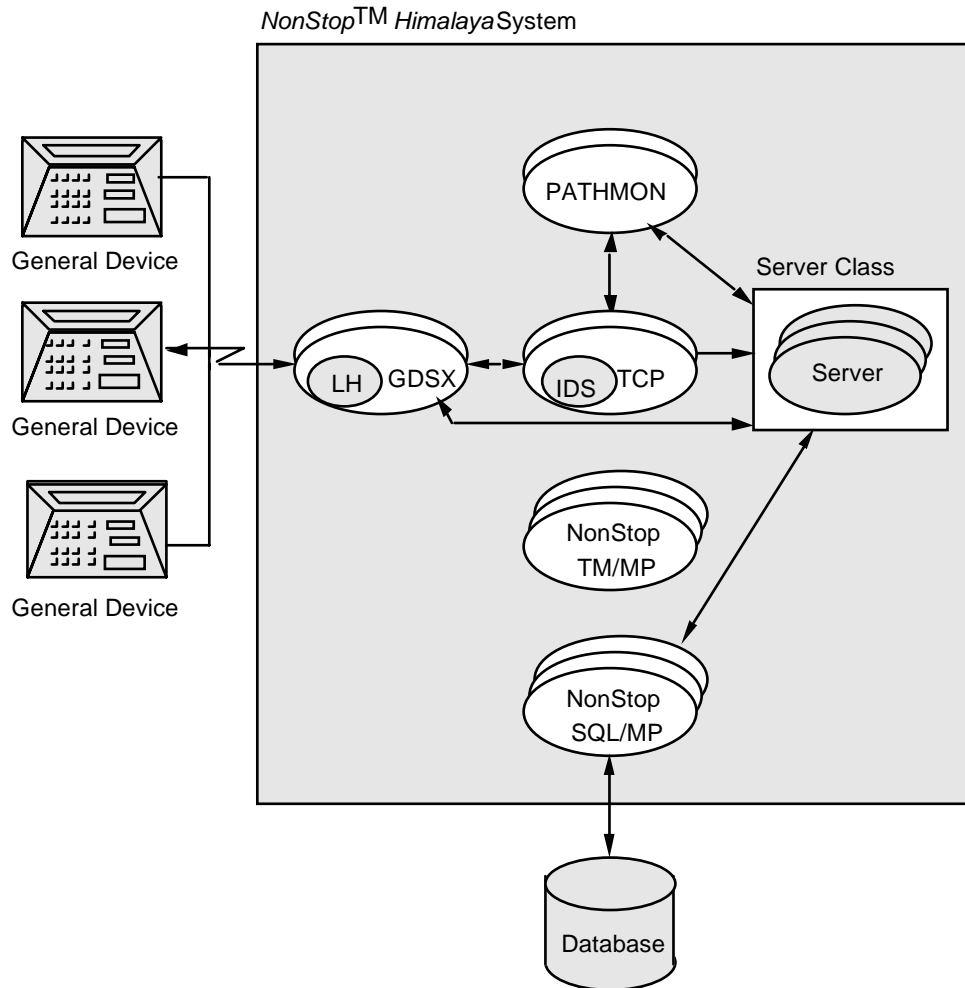 NonStop™ Himalaya System
PATHMON
General Device
Server Class
General Device
LH
GDSX
IDS
TCP
Server
General Device
NonStop
TM/MP
NonStop
SQL/MP
Database